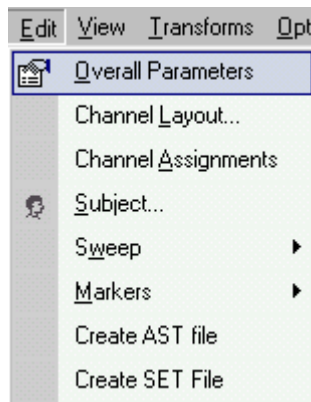 Edit View Transforms Opt
Overall Parameters
Channel Layout...
Channel Assignments
Subject...
Sweep
Markers
Create AST file
Create SET File